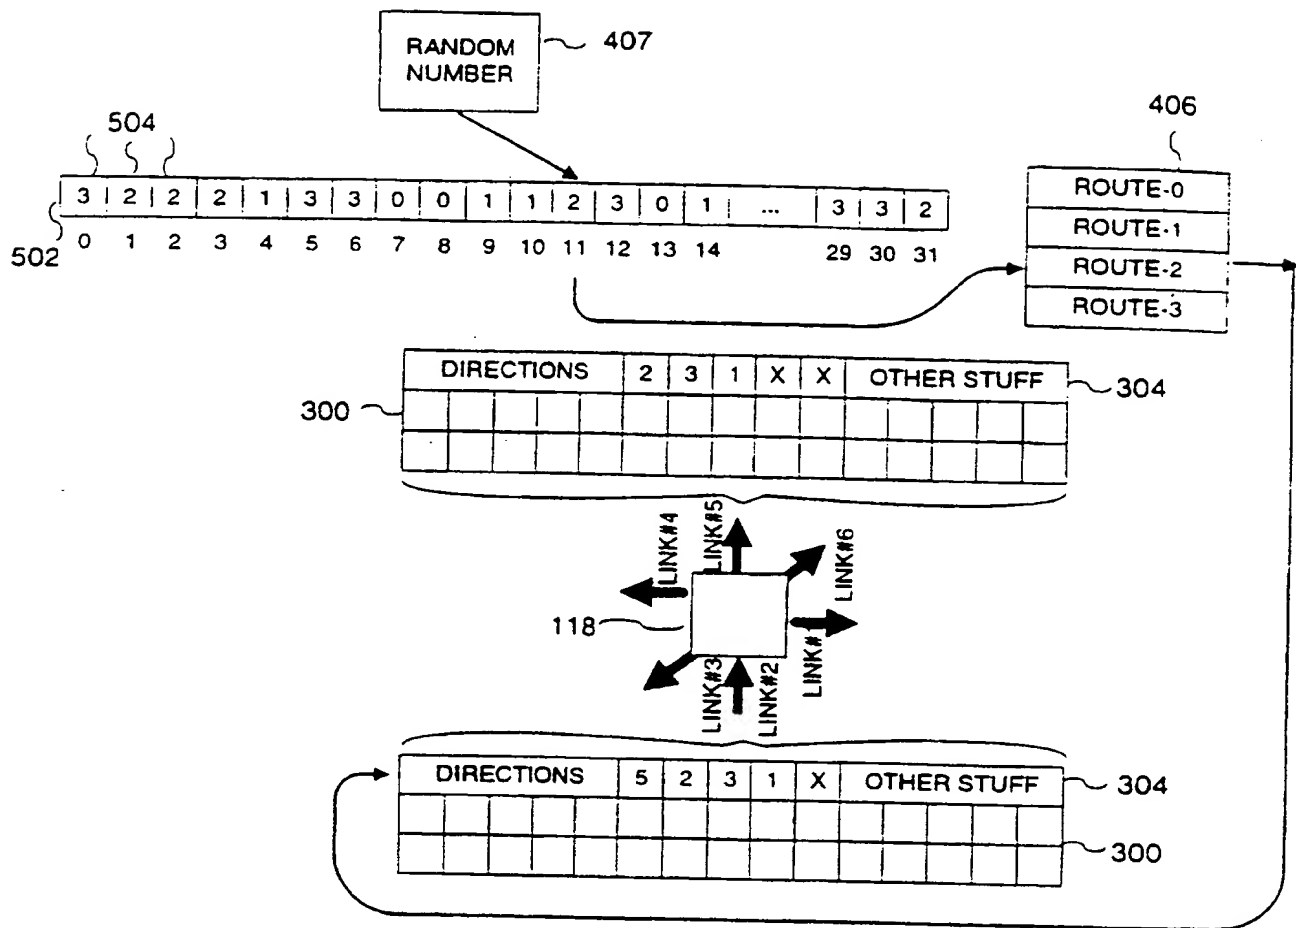 RANDOM
NUMBER
407
406
504
3 2 2 2 1 3 3 0 0 1 1 2 3 0 1 ... 3 3 2
502
0 1 2 3 4 5 6 7 8 9 10 11 12 13 14 29 30 31
ROUTE-0
ROUTE-1
ROUTE-2
ROUTE-3
DIRECTIONS 2 3 1 X X OTHER STUFF
304
300
LINK#4
LINK#5
LINK#6
118
LINK#3
LINK#2
LINK#1
DIRECTIONS 5 2 3 1 X OTHER STUFF
304
300